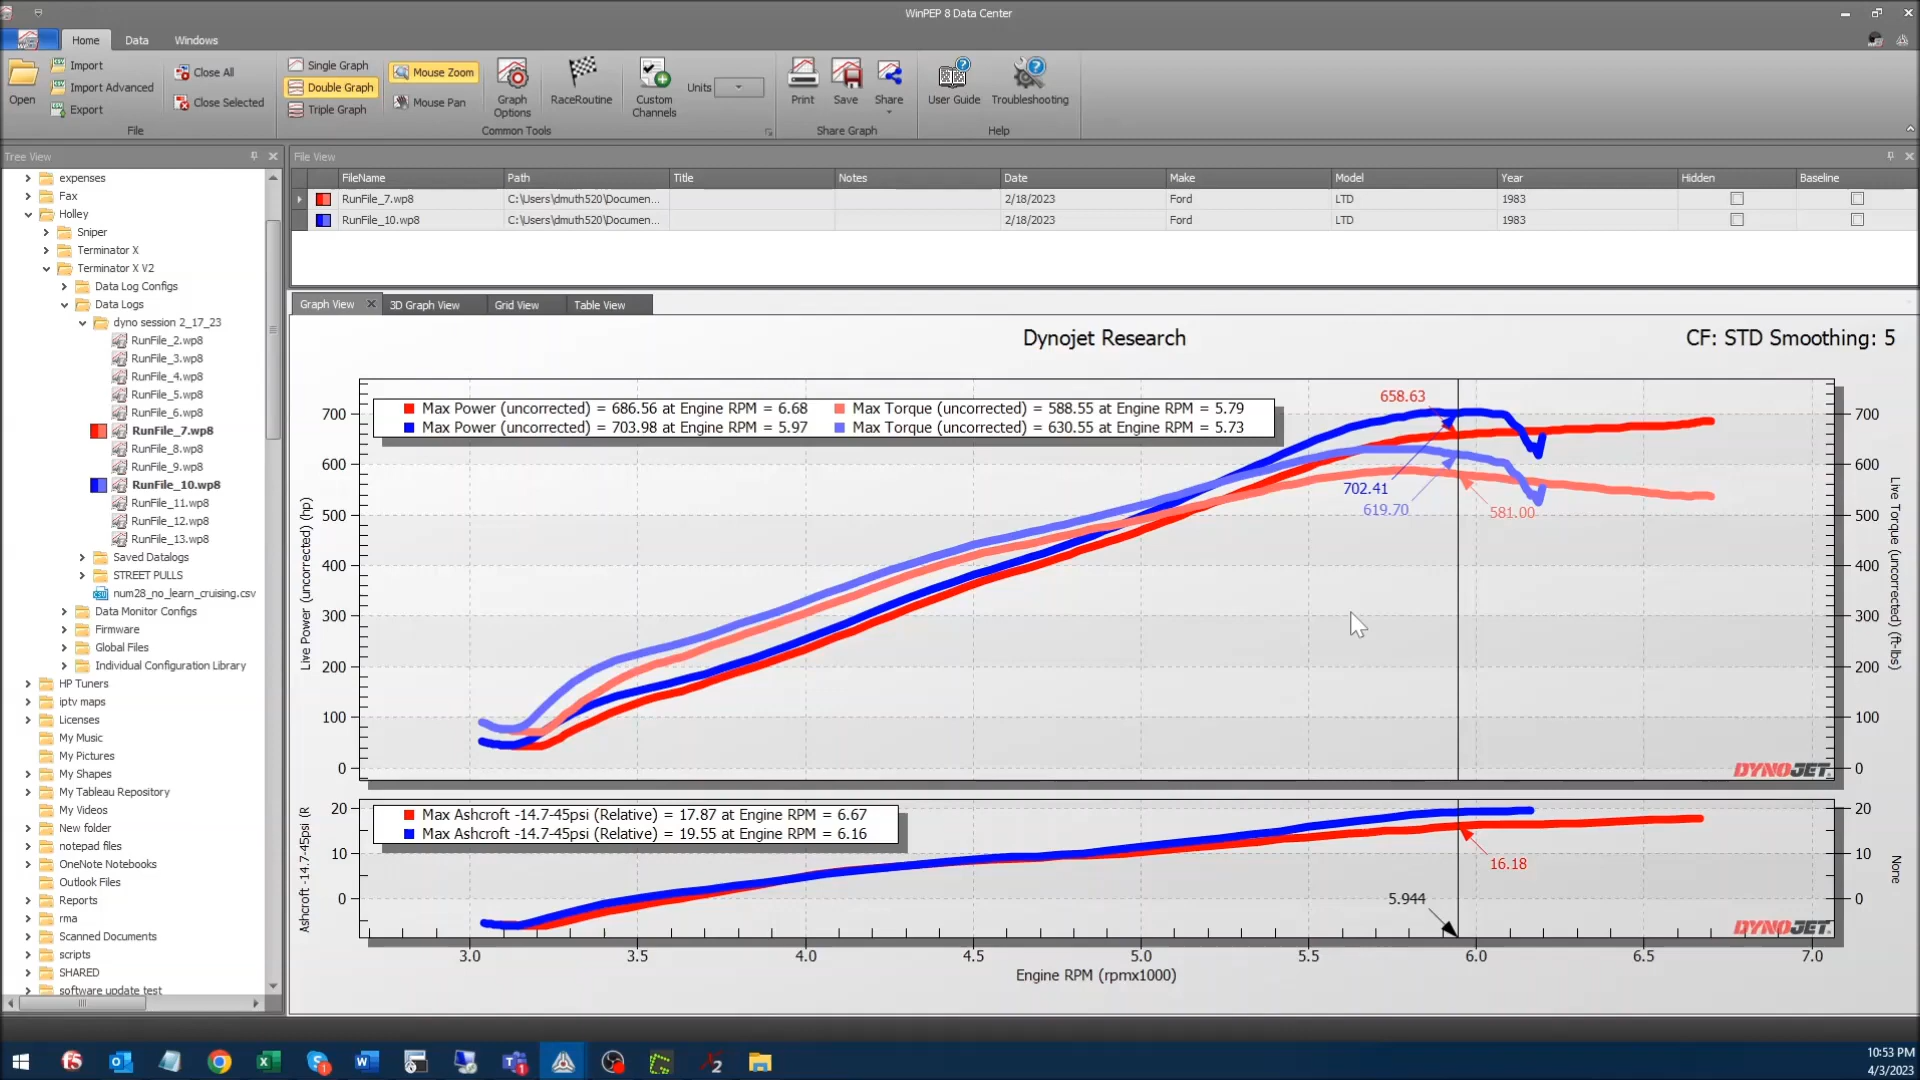 WinPEP 8 Data Center
Home Data Windows
Open
Import
Import Advanced
Export
Close All
Close Selected
File
Single Graph
Double Graph
Triple Graph
Mouse Zoom
Mouse Pan
Graph Options
RaceRoutine
Custom Channels
Units
Common Tools
Print
Save
Share
Share Graph
User Guide
Troubleshooting
Help
Tree View
expenses
Fax
Holley
Sniper
Terminator X
Terminator X V2
Data Log Configs
Data Logs
dyno session 2_17_23
RunFile_2.wp8
RunFile_3.wp8
RunFile_4.wp8
RunFile_5.wp8
RunFile_6.wp8
RunFile_7.wp8
RunFile_8.wp8
RunFile_9.wp8
RunFile_10.wp8
RunFile_11.wp8
RunFile_12.wp8
RunFile_13.wp8
Saved Datalogs
STREET PULLS
num28_no_learn_cruising.csv
Data Monitor Configs
Firmware
Global Files
Individual Configuration Library
HP Tuners
iptv maps
Licenses
My Music
My Pictures
My Shapes
My Tableau Repository
My Videos
New folder
notepad files
OneNote Notebooks
Outlook Files
Reports
rma
Scanned Documents
scripts
SHARED
software update test
File View
FileName Path Title Notes Date Make Model Year Hidden Baseline
RunFile_7.wp8 C:\Users\dmuth520\Documen... 2/18/2023 Ford LTD 1983
RunFile_10.wp8 C:\Users\dmuth520\Documen... 2/18/2023 Ford LTD 1983
Graph View 3D Graph View Grid View Table View
Dynojet Research
CF: STD Smoothing: 5
Max Power (uncorrected) = 686.56 at Engine RPM = 6.68 Max Torque (uncorrected) = 588.55 at Engine RPM = 5.79
Max Power (uncorrected) = 703.98 at Engine RPM = 5.97 Max Torque (uncorrected) = 630.55 at Engine RPM = 5.73
Live Power (uncorrected) (hp)
700
600
500
400
300
200
100
0
658.63
702.41
619.70
581.00
700
600
500
400
300
200
100
0
Live Torque (uncorrected) (ft-lbs)
DYNOJET
Ashcroft -14.7-45psi (R
20
10
0
Max Ashcroft -14.7-45psi (Relative) = 17.87 at Engine RPM = 6.67
Max Ashcroft -14.7-45psi (Relative) = 19.55 at Engine RPM = 6.16
16.18
5.944
20
10
0
None
DYNOJET
3.0 3.5 4.0 4.5 5.0 5.5 6.0 6.5 7.0
Engine RPM (rpmx1000)
10:53 PM
4/3/2023